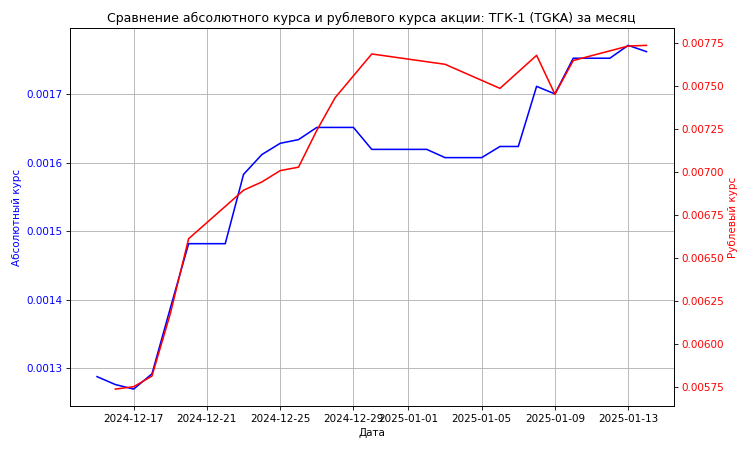 Сравнение абсолютного курса и рублевого курса акции: ТГК-1 (TGKA) за месяц
0.00775
0.0017
0.00750
0.00725
0.0016
0.00700
0.00675
0.0015
0.00650
0.0014
0.00625
0.00600
0.0013
0.00575
Абсолютный курс
Рублевый курс
2024-12-17 2024-12-21 2024-12-25 2024-12-29 2025-01-01 2025-01-05 2025-01-09 2025-01-13
Дата